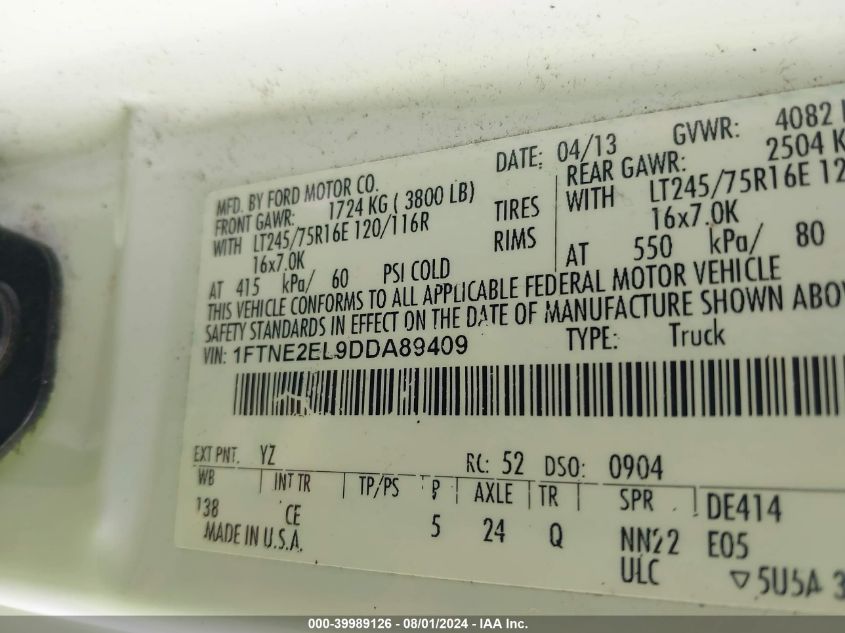 MFD. BY FORD MOTOR CO. DATE: 04/13 GVWR: 4082
FRONT GAWR: 1724 KG ( 3800 LB) REAR GAWR: 2504 K
WITH LT245/75R16E 120/116R TIRES WITH LT245/75R16E 12
16x7.0K RIMS 16x7.0K
AT 415 kPa/ 60 PSI COLD AT 550 kPa/ 80
THIS VEHICLE CONFORMS TO ALL APPLICABLE FEDERAL MOTOR VEHICLE
SAFETY STANDARDS IN EFFECT ON THE DATE OF MANUFACTURE SHOWN ABO
VIN: 1FTNE2EL9DDA89409 TYPE: Truck
EXT PNT. YZ RC: 52 DSO: 0904
WB INT TR TP/PS P AXLE TR SPR DE414
138 CE 5 24 Q NN22 E05
MADE IN U.S.A. ULC ▽5U5A 3
000-39989126 - 08/01/2024 - IAA Inc.